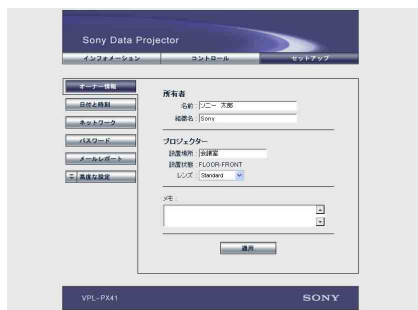 Sony Data Projector
インフォメーション
コントロール
セットアップ
オーナー情報
日付と時刻
ネットワーク
パスワード
メールレポート
高度な設定
所有者
名前: ソニー 太郎
組織名: Sony
プロジェクター
設置場所: 会議室
設置状態: FLOOR-FRONT
レンズ: Standard
メモ:
適用
VPL-PX41
SONY